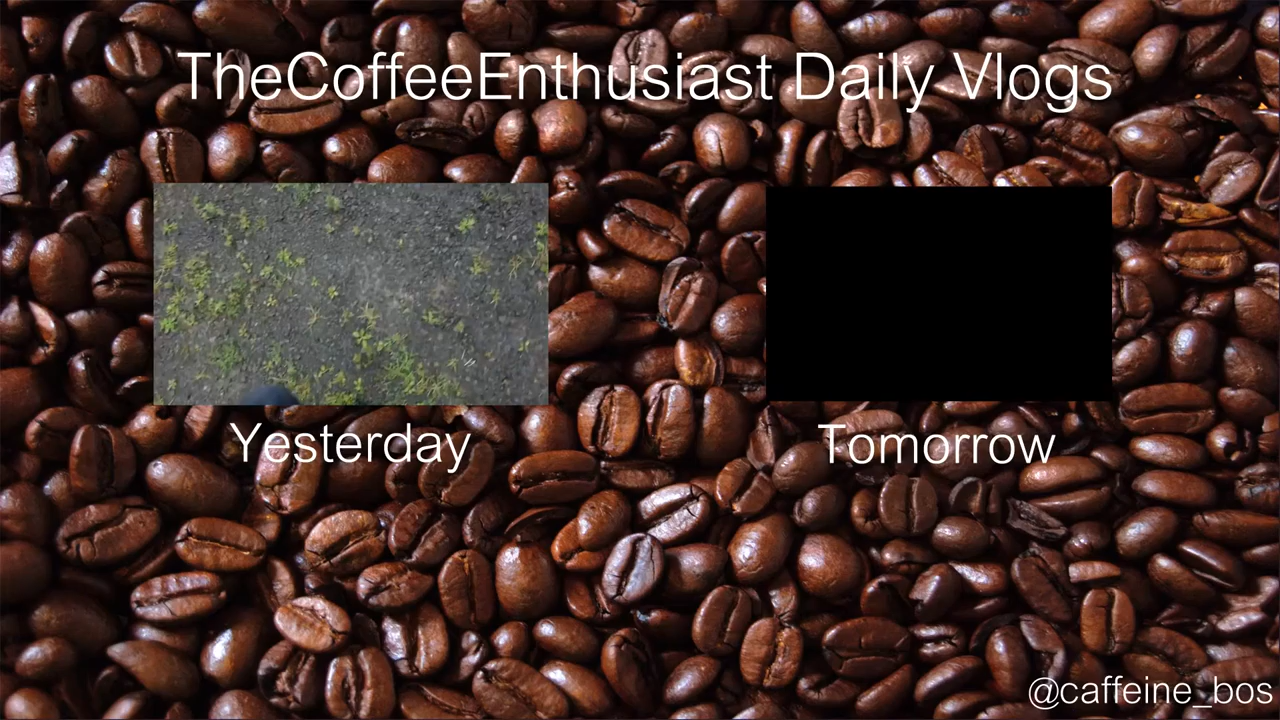 TheCoffeeEnthusiast Daily Vlogs
Yesterday
Tomorrow
@caffeine_bos